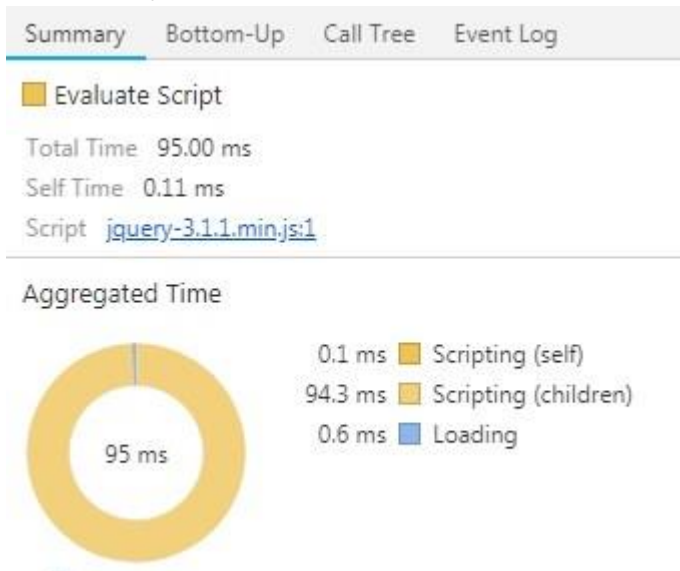 Summary Bottom-Up Call Tree Event Log
Evaluate Script
Total Time 95.00 ms
Self Time 0.11 ms
Script jquery-3.1.1.min.js:1
Aggregated Time
0.1 ms Scripting (self)
94.3 ms Scripting (children)
0.6 ms Loading
95 ms